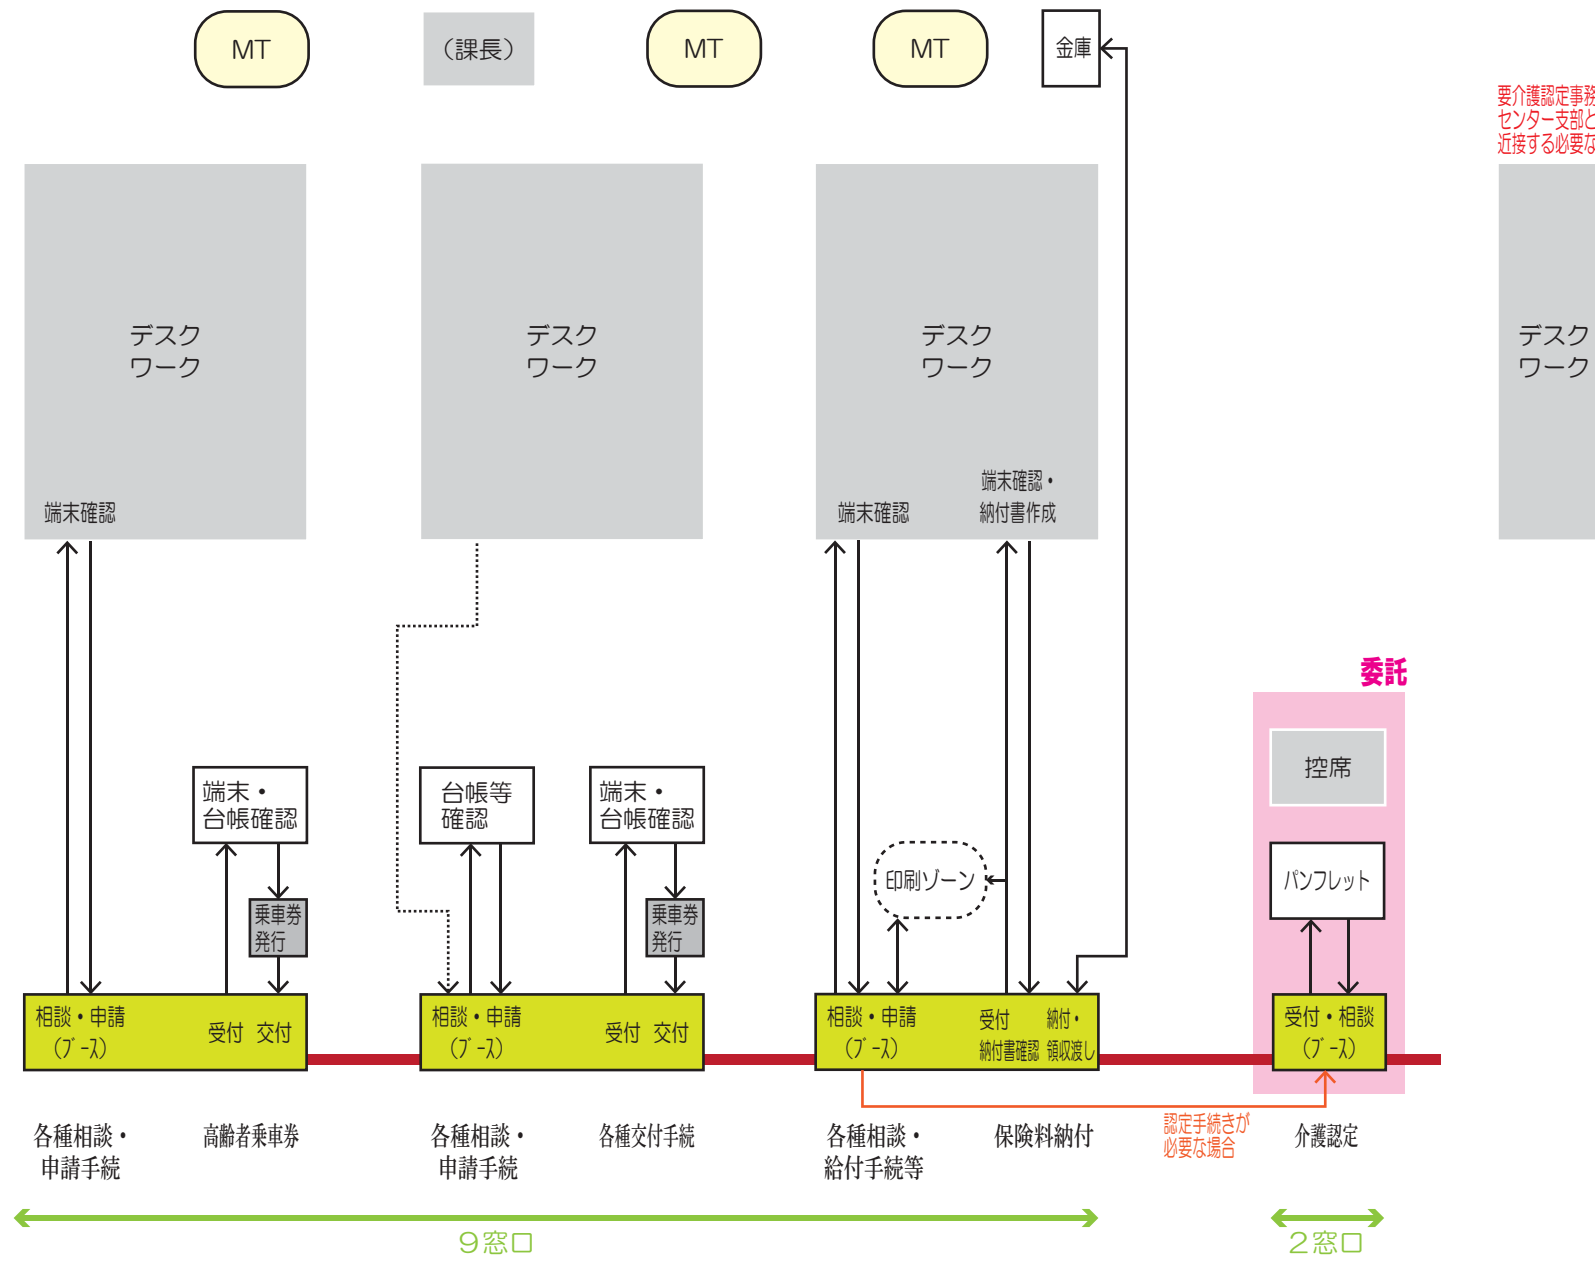 MT
（課長）
MT
MT
金庫
要介護認定事務
センター支部と
近接する必要な
デスク
ワーク
デスク
ワーク
デスク
ワーク
デスク
ワーク
端末確認
端末確認
端末確認・
納付書作成
委託
控席
端末・
台帳確認
台帳等
確認
端末・
台帳確認
印刷ゾーン
パンフレット
乗車券
発行
乗車券
発行
相談・申請
（ブース）
受付 交付
相談・申請
（ブース）
受付 交付
相談・申請
（ブース）
受付
納付書確認
納付・
領収渡し
受付・相談
（ブース）
各種相談・
申請手続
高齢者乗車券
各種相談・
申請手続
各種交付手続
各種相談・
給付手続等
保険料納付
認定手続きが
必要な場合
介護認定
9窓口
2窓口